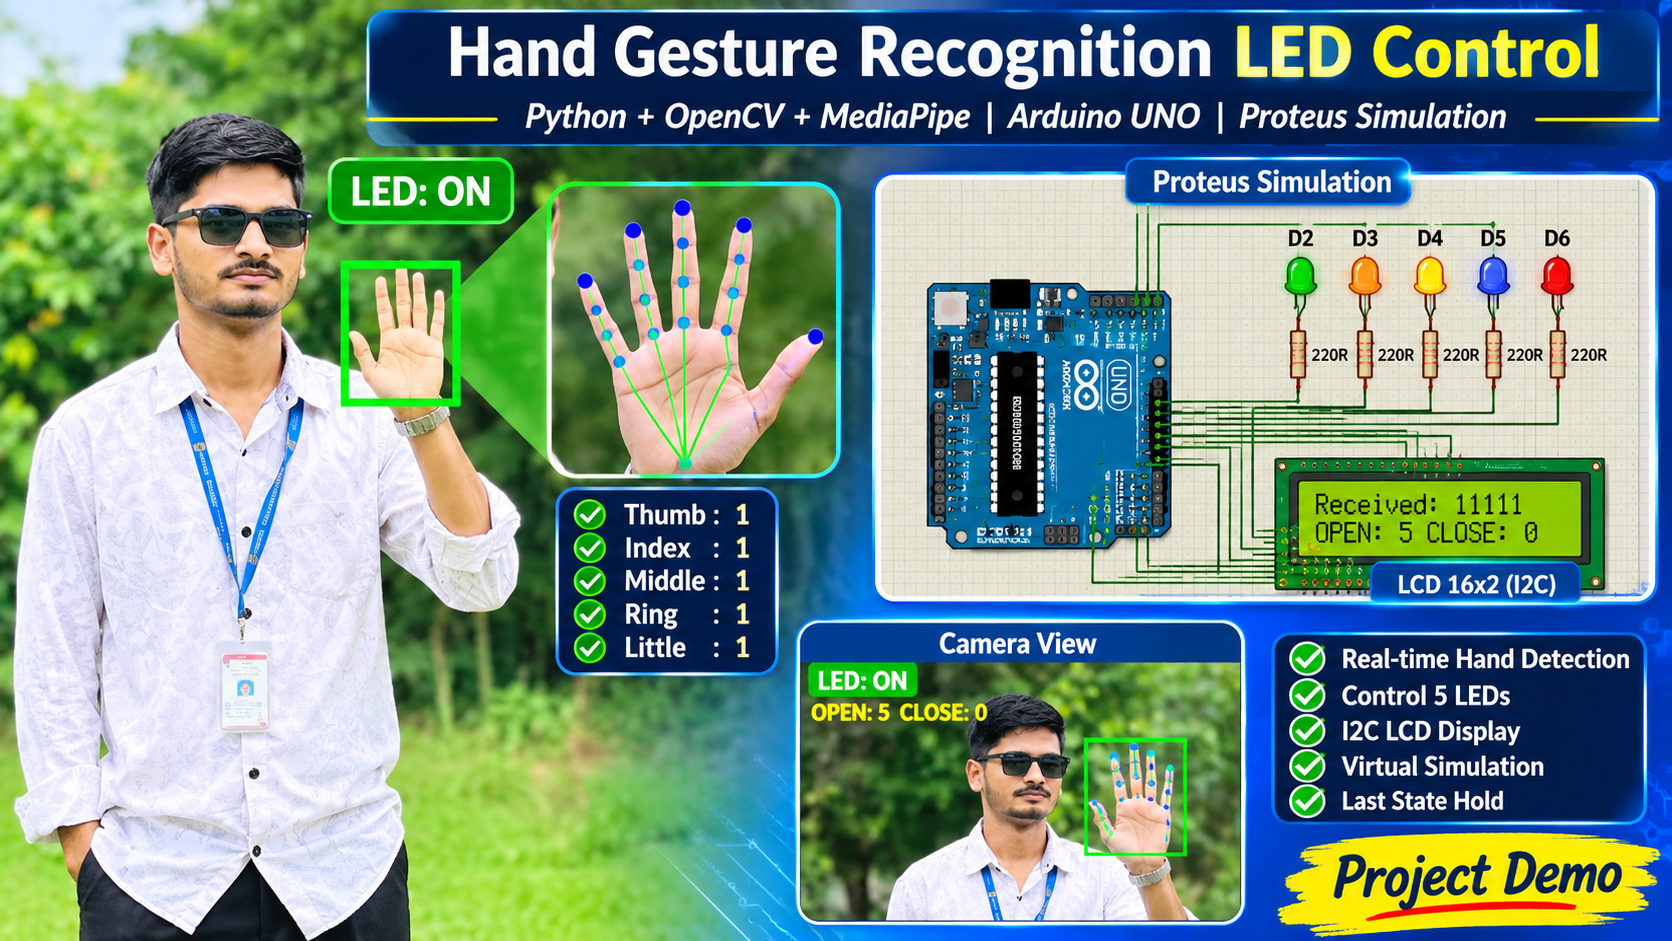 Hand Gesture Recognition LED Control
Python + OpenCV + MediaPipe | Arduino UNO | Proteus Simulation
LED: ON
Proteus Simulation
D2 D3 D4 D5 D6
220R 220R 220R 220R 220R
UNO
Received: 11111
OPEN: 5 CLOSE: 0
LCD 16x2 (I2C)
Thumb : 1
Index : 1
Middle : 1
Ring : 1
Little : 1
Camera View
LED: ON
OPEN: 5 CLOSE: 0
Real-time Hand Detection
Control 5 LEDs
I2C LCD Display
Virtual Simulation
Last State Hold
Project Demo